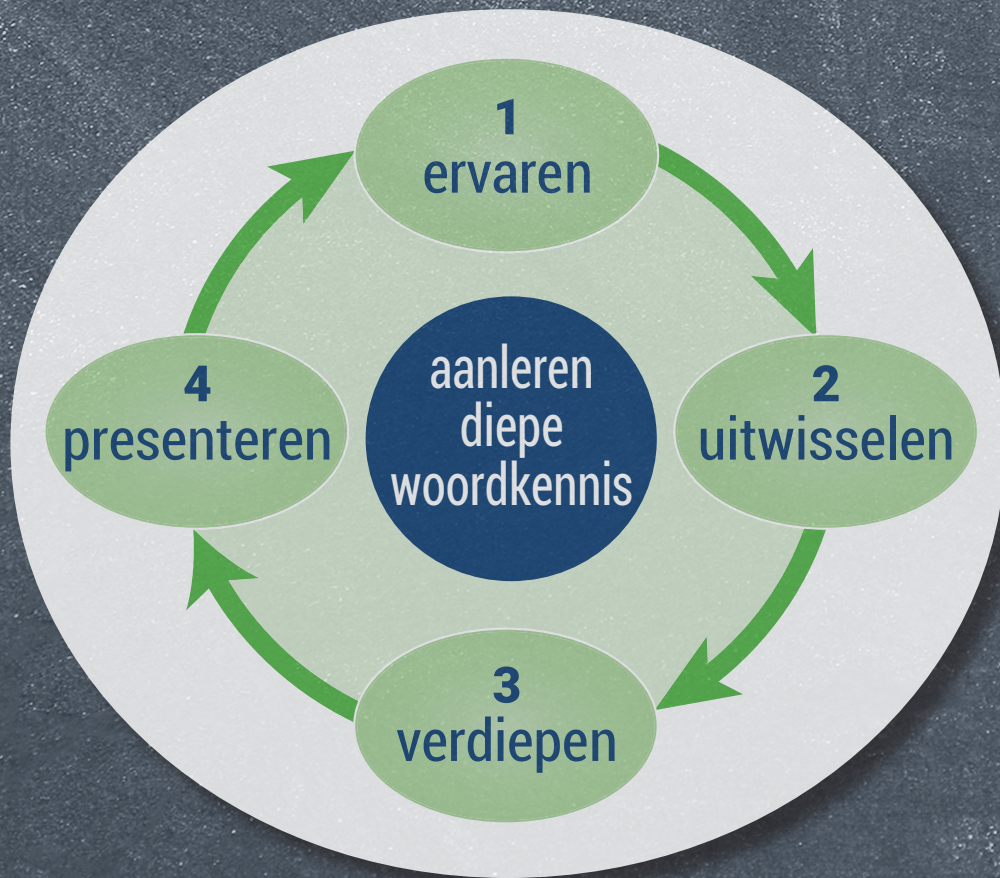 1
ervaren
2
uitwisselen
3
verdiepen
4
presenteren
aanleren
diepe
woordkennis